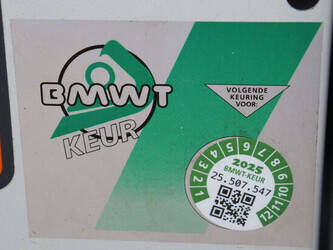 BMWT
KEUR
VOLGENDE
KEURING
VOOR:
1 2 3 4 5 6 7 8 9 10 11 12
2025
BMWT-KEUR
25.507.547